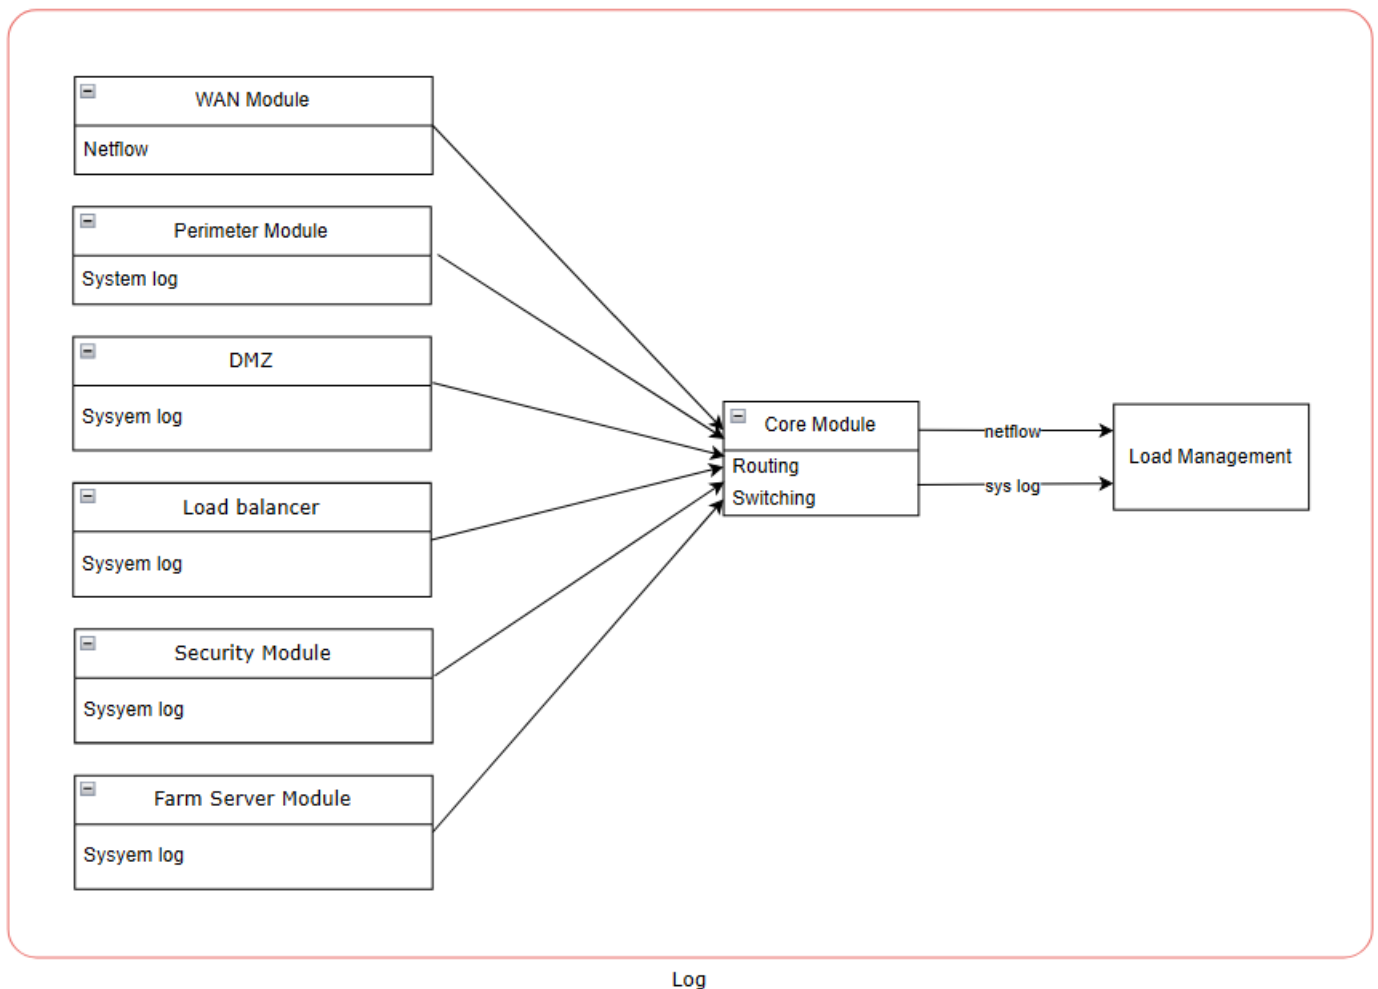 WAN Module
Netflow
Perimeter Module
System log
DMZ
Sysyem log
Load balancer
Sysyem log
Security Module
Sysyem log
Farm Server Module
Sysyem log
Core Module
Routing
Switching
netflow
sys log
Load Management
Log